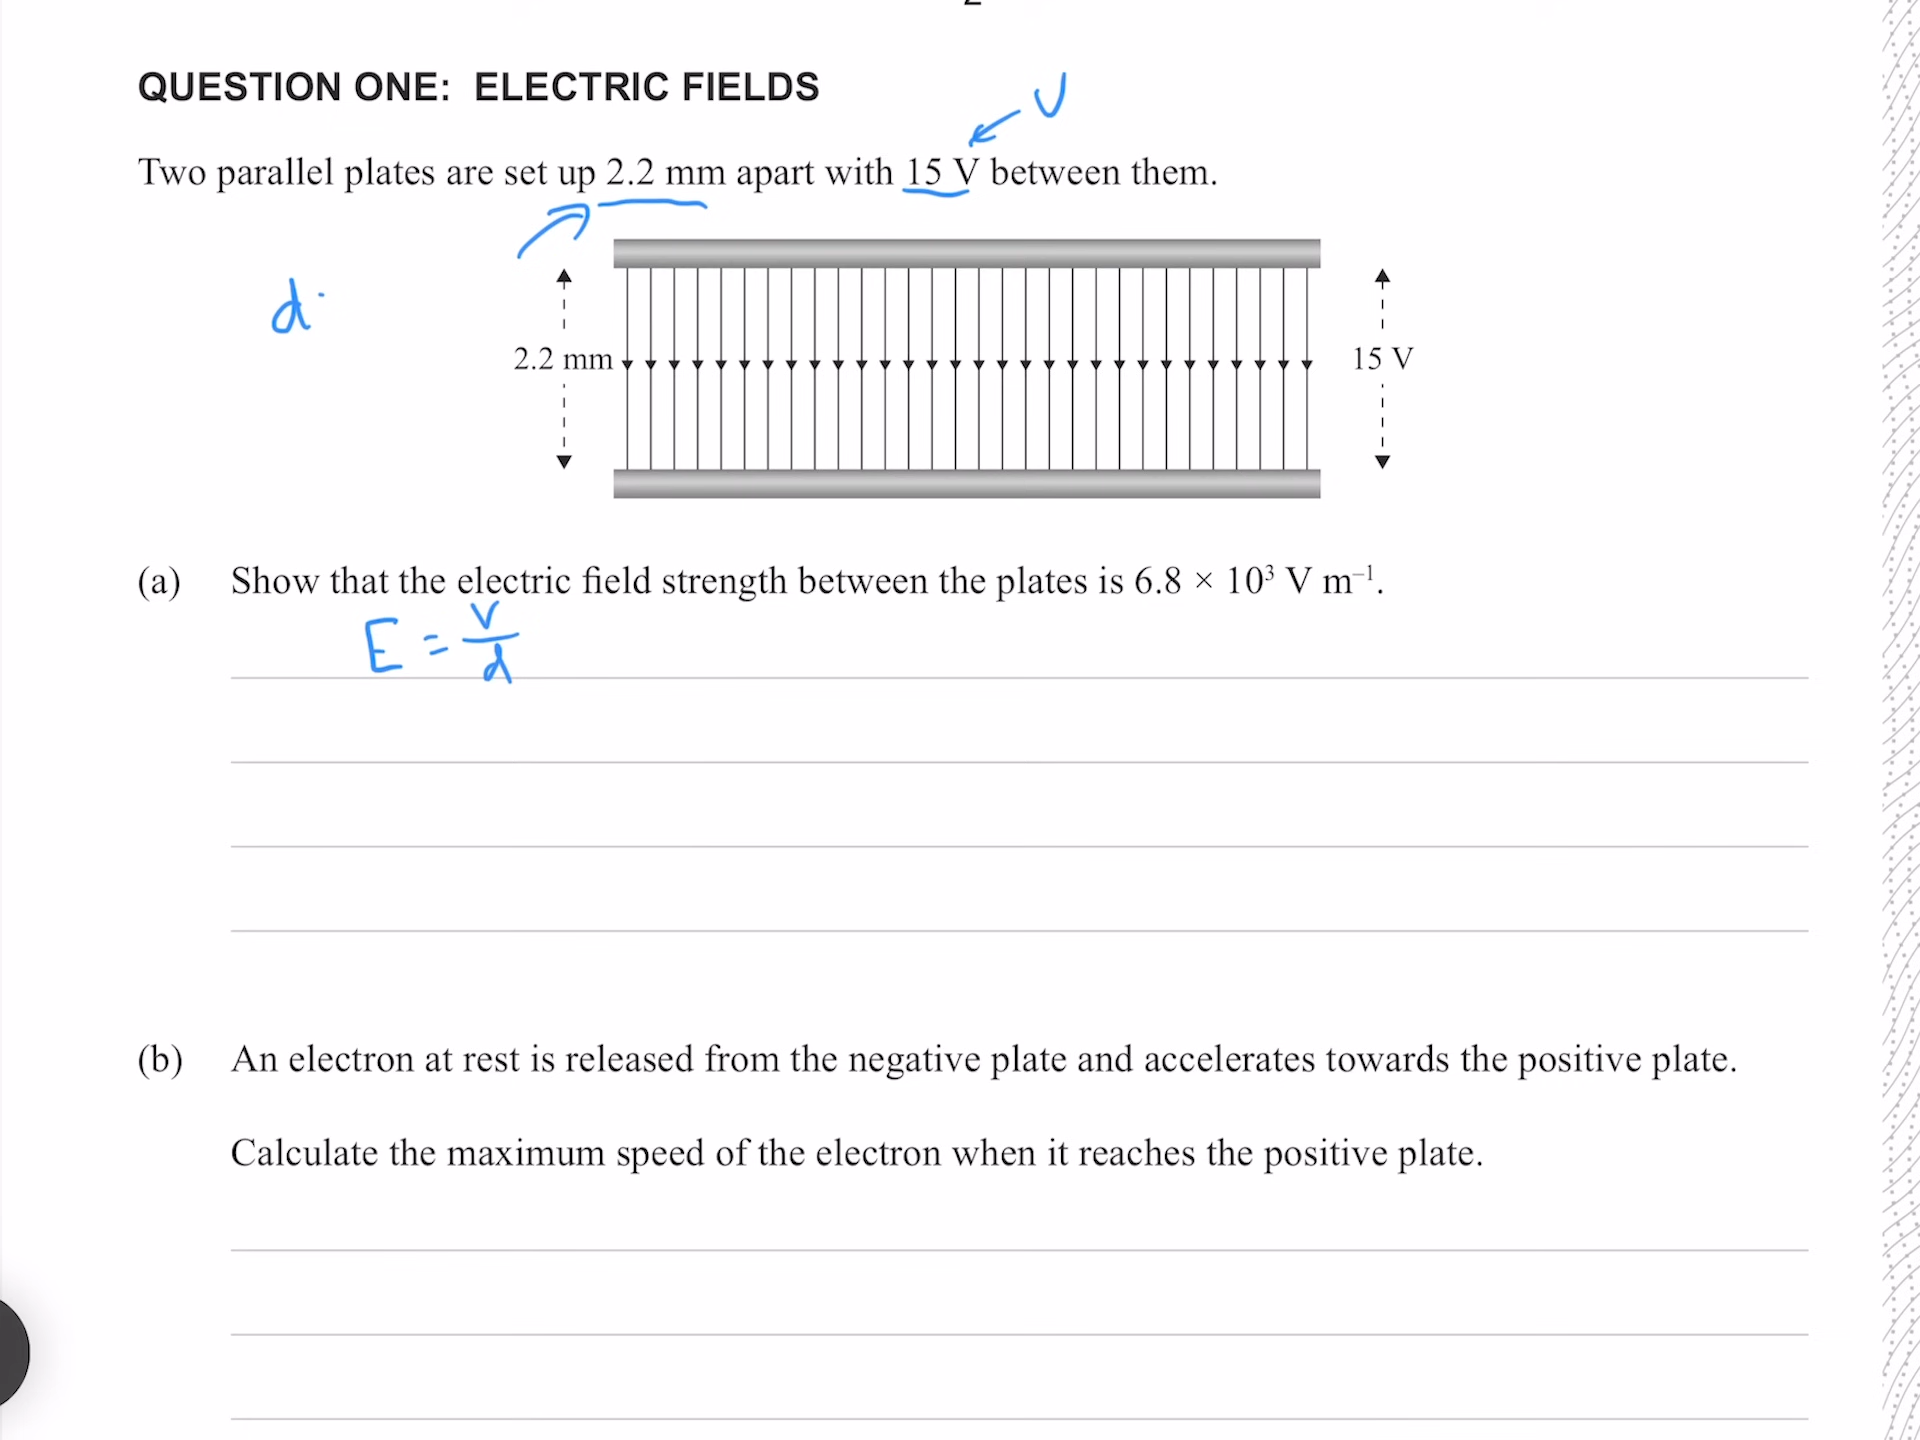 QUESTION ONE: ELECTRIC FIELDS
V
Two parallel plates are set up 2.2 mm apart with 15 V between them.
d
2.2 mm
15 V
(a) Show that the electric field strength between the plates is 6.8 × 10³ V m⁻¹.
E = V/d
(b) An electron at rest is released from the negative plate and accelerates towards the positive plate.
Calculate the maximum speed of the electron when it reaches the positive plate.